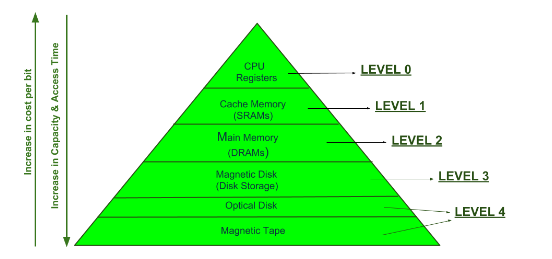 Increase in cost per bit
Increase in Capacity & Access Time
CPU
Registers
LEVEL 0
Cache Memory
(SRAMs)
LEVEL 1
Main Memory
(DRAMs)
LEVEL 2
Magnetic Disk
(Disk Storage)
LEVEL 3
Optical Disk
LEVEL 4
Magnetic Tape